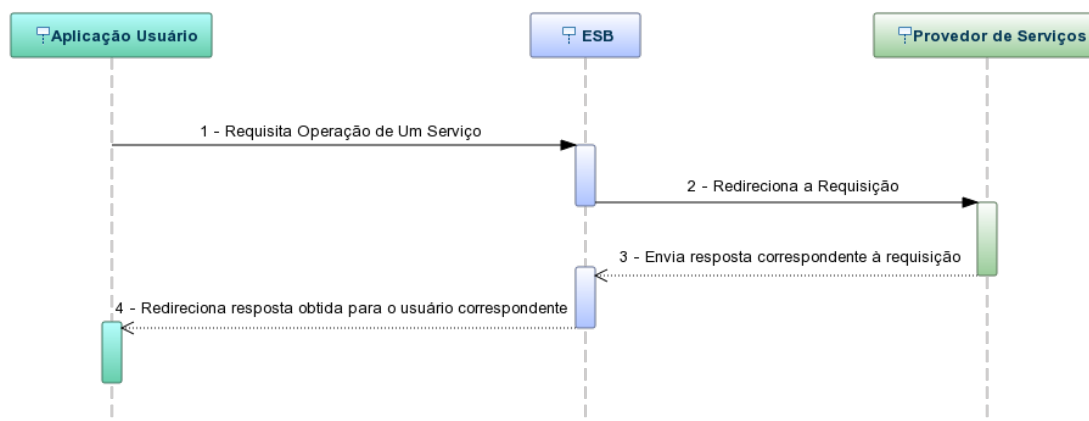 Aplicação Usuário
ESB
Provedor de Serviços
1 - Requisita Operação de Um Serviço
2 - Redireciona a Requisição
3 - Envia resposta correspondente à requisição
4 - Redireciona resposta obtida para o usuário correspondente